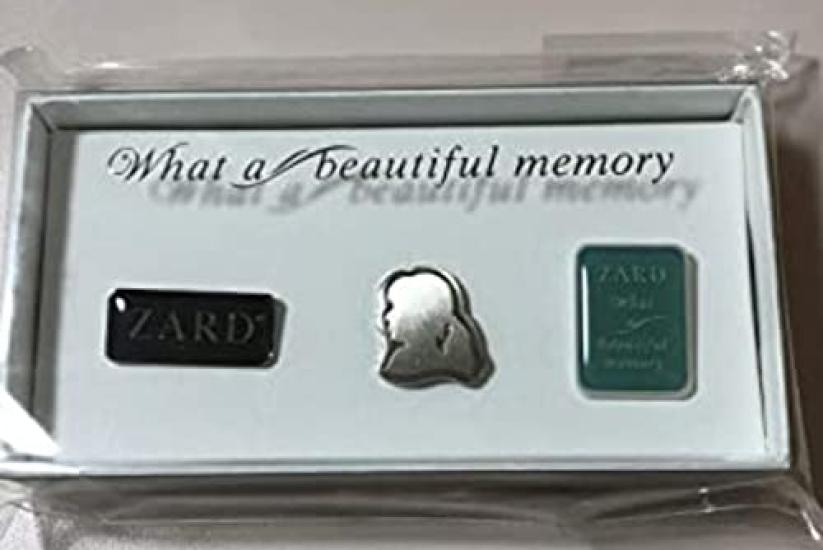 What a beautiful memory
ZARD
ZARD
What
a
beautiful
memory